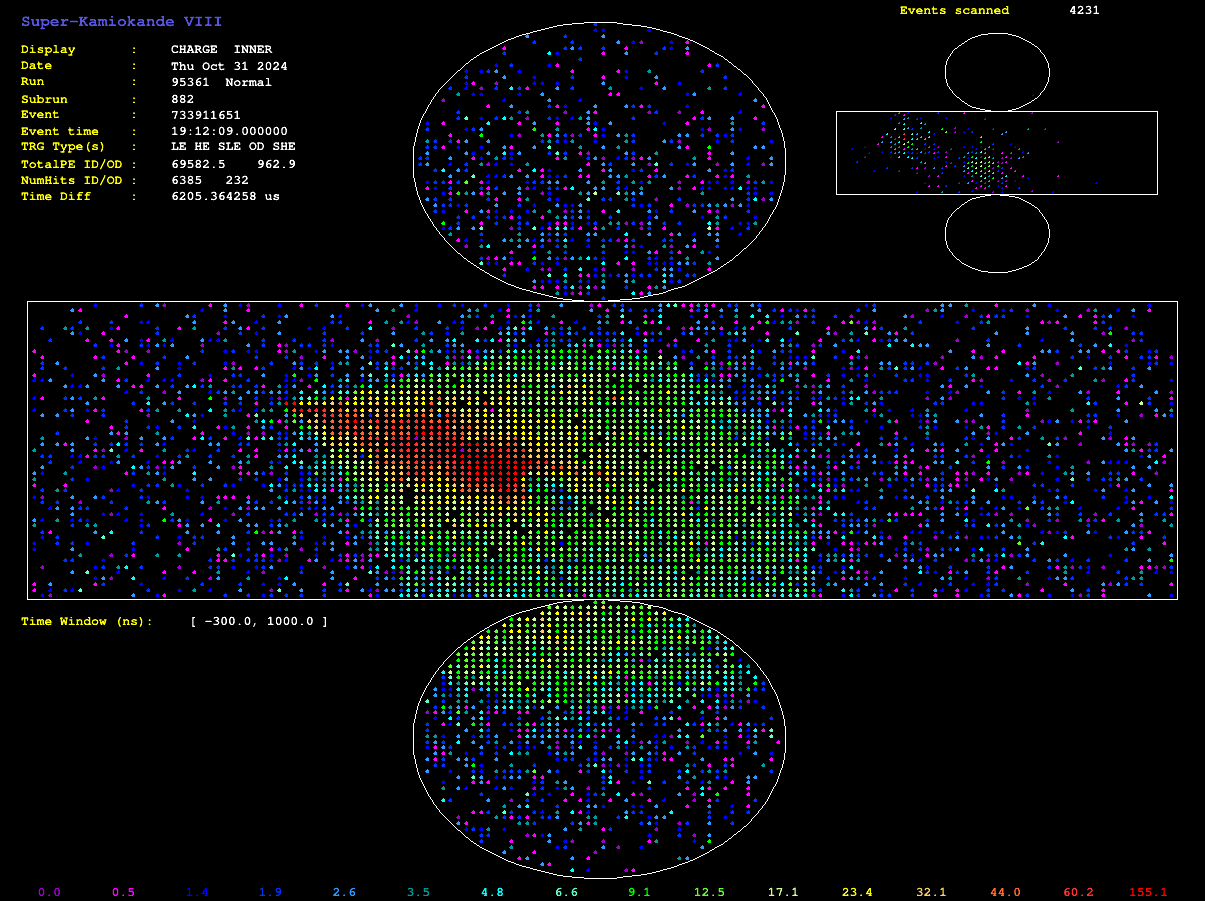 Super-Kamiokande VIII
Events scanned 4231
Display : CHARGE INNER
Date : Thu Oct 31 2024
Run : 95361 Normal
Subrun : 882
Event : 733911651
Event time : 19:12:09.000000
TRG Type(s) : LE HE SLE OD SHE
TotalPE ID/OD : 69582.5 962.9
NumHits ID/OD : 6385 232
Time Diff : 6205.364258 us
Time Window (ns): [ -300.0, 1000.0 ]
0.0 0.5 1.4 1.9 2.6 3.5 4.8 6.6 9.1 12.5 17.1 23.4 32.1 44.0 60.2 155.1